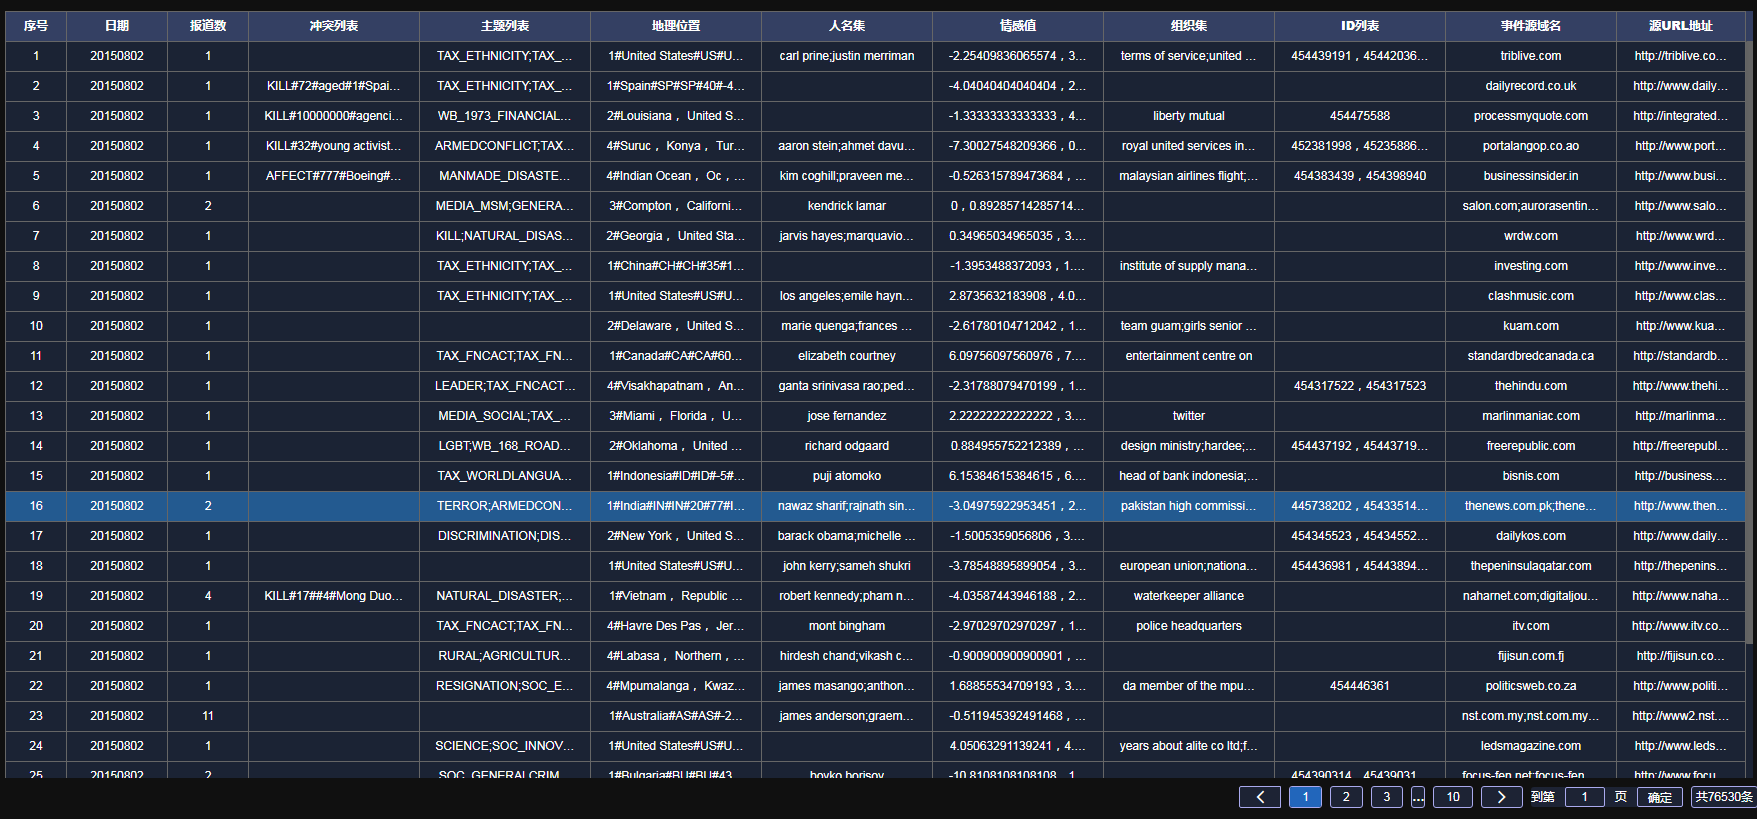 序号 日期 报道数 冲突列表 主题列表 地理位置 人名集 情感值 组织集 ID列表 事件源域名 源URL地址
1 20150802 1 TAX_ETHNICITY;TAX_... 1#United States#US#U... carl prine;justin merriman -2.25409836065574，3.... terms of service;united ... 454439191，45442036... triblive.com http://triblive.co...
2 20150802 1 KILL#72#aged#1#Spai... TAX_ETHNICITY;TAX_... 1#Spain#SP#SP#40#-4... -4.04040404040404，2... dailyrecord.co.uk http://www.daily...
3 20150802 1 KILL#10000000#agenci... WB_1973_FINANCIAL... 2#Louisiana， United S... -1.33333333333333，4... liberty mutual 454475588 processmyquote.com http://integrated...
4 20150802 1 KILL#32#young activist... ARMEDCONFLICT;TAX... 4#Suruc， Konya， Tur... aaron stein;ahmet davu... -7.30027548209366，0... royal united services in... 452381998，45235886... portalangop.co.ao http://www.port...
5 20150802 1 AFFECT#777#Boeing#... MANMADE_DISASTE... 4#Indian Ocean， Oc，... kim coghill;praveen me... -0.526315789473684，... malaysian airlines flight;... 454383439，454398940 businessinsider.in http://www.busi...
6 20150802 2 MEDIA_MSM;GENERA... 3#Compton， Californi... kendrick lamar 0，0.89285714285714... salon.com;aurorasentin... http://www.salo...
7 20150802 1 KILL;NATURAL_DISAS... 2#Georgia， United Sta... jarvis hayes;marquavio... 0.34965034965035，3.... wrdw.com http://www.wrd...
8 20150802 1 TAX_ETHNICITY;TAX_... 1#China#CH#CH#35#1... -1.3953488372093，1.... institute of supply mana... investing.com http://www.inve...
9 20150802 1 TAX_ETHNICITY;TAX_... 1#United States#US#U... los angeles;emile hayn... 2.8735632183908，4.0... clashmusic.com http://www.clas...
10 20150802 1 2#Delaware， United S... marie quenga;frances ... -2.61780104712042，1... team guam;girls senior ... kuam.com http://www.kua...
11 20150802 1 TAX_FNCACT;TAX_FN... 1#Canada#CA#CA#60... elizabeth courtney 6.09756097560976，7.... entertainment centre on standardbredcanada.ca http://standardb...
12 20150802 1 LEADER;TAX_FNCACT... 4#Visakhapatnam， An... ganta srinivasa rao;ped... -2.31788079470199，1... 454317522，454317523 thehindu.com http://www.thehi...
13 20150802 1 MEDIA_SOCIAL;TAX_... 3#Miami， Florida， U... jose fernandez 2.22222222222222，3.... twitter marlinmaniac.com http://marlinma...
14 20150802 1 LGBT;WB_168_ROAD... 2#Oklahoma， United ... richard odgaard 0.884955752212389，... design ministry;hardee;... 454437192，45443719... freerepublic.com http://freerepubl...
15 20150802 1 TAX_WORLDLANGUA... 1#Indonesia#ID#ID#-5#... puji atomoko 6.15384615384615，6.... head of bank indonesia;... bisnis.com http://business....
16 20150802 2 TERROR;ARMEDCON... 1#India#IN#IN#20#77#I... nawaz sharif;rajnath sin... -3.04975922953451，2... pakistan high commissi... 445738202，45433514... thenews.com.pk;thene... http://www.then...
17 20150802 1 DISCRIMINATION;DIS... 2#New York， United S... barack obama;michelle ... -1.5005359056806，3.... 454345523，45434552... dailykos.com http://www.daily...
18 20150802 1 1#United States#US#U... john kerry;sameh shukri -3.78548895899054，3... european union;nationa... 454436981，45443894... thepeninsulaqatar.com http://thepenins...
19 20150802 4 KILL#17##4#Mong Duo... NATURAL_DISASTER;... 1#Vietnam， Republic ... robert kennedy;pham n... -4.03587443946188，2... waterkeeper alliance naharnet.com;digitaljou... http://www.naha...
20 20150802 1 TAX_FNCACT;TAX_FN... 4#Havre Des Pas， Jer... mont bingham -2.97029702970297，1... police headquarters itv.com http://www.itv.co...
21 20150802 1 RURAL;AGRICULTUR... 4#Labasa， Northern，... hirdesh chand;vikash c... -0.900900900900901，... fijisun.com.fj http://fijisun.co...
22 20150802 1 RESIGNATION;SOC_E... 4#Mpumalanga， Kwaz... james masango;anthon... 1.68855534709193，3.... da member of the mpu... 454446361 politicsweb.co.za http://www.politi...
23 20150802 11 1#Australia#AS#AS#-2... james anderson;graem... -0.511945392491468，... nst.com.my;nst.com.my... http://www2.nst....
24 20150802 1 SCIENCE;SOC_INNOV... 1#United States#US#U... 4.05063291139241，4.... years about alite co ltd;f... ledsmagazine.com http://www.leds...
25 20150802 2 SOC_GENERALCRIM... 1#Bulgaria#BU#BU#43... boyko borisov -10.8108108108108，1... 454390314，45439031... focus-fen.net;focus-fen... http://www.focu...
1 2 3 ... 10 到第 1 页 确定 共76530条